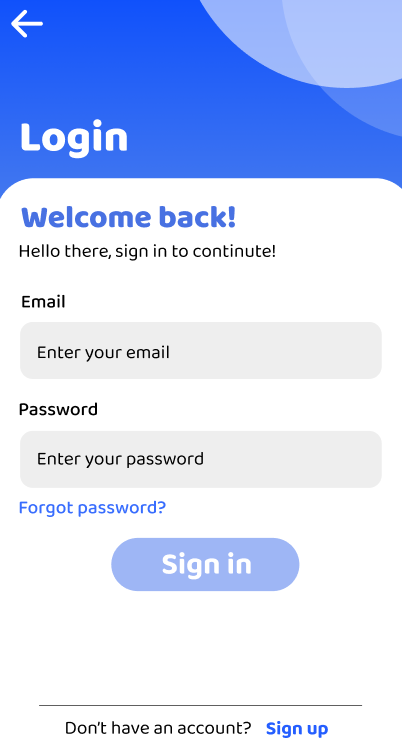 Login
Welcome back!
Hello there, sign in to continute!
Email
Enter your email
Password
Enter your password
Forgot password?
Sign in
Don't have an account? Sign up